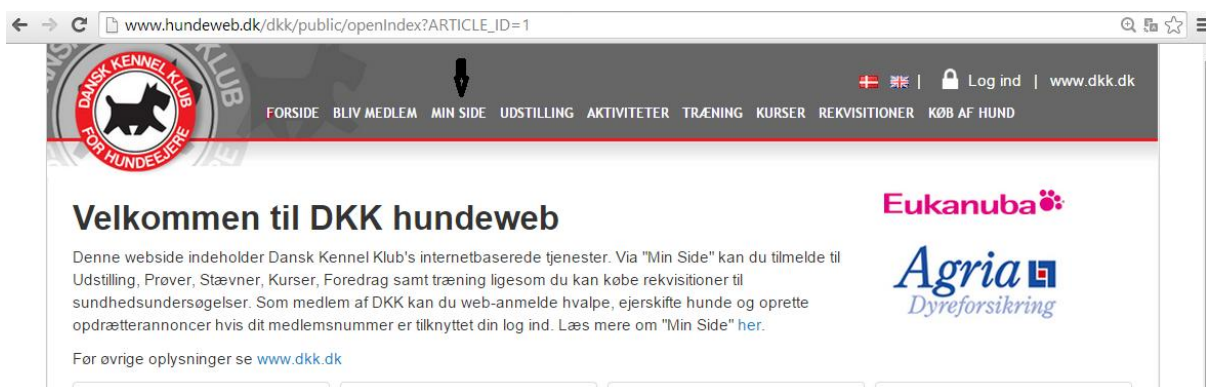 www.hundeweb.dk/dkk/public/openIndex?ARTICLE_ID=1
DANSK KENNEL KLUB
FOR HUNDEEJERE
Log ind | www.dkk.dk
FORSIDE BLIV MEDLEM MIN SIDE UDSTILLING AKTIVITETER TRÆNING KURSER REKVISITIONER KØB AF HUND
Velkommen til DKK hundeweb
Denne webside indeholder Dansk Kennel Klub's internetbaserede tjenester. Via "Min Side" kan du tilmelde til
Udstilling, Prøver, Stævner, Kurser, Foredrag samt træning ligesom du kan købe rekvisitioner til
sundhedsundersøgelser. Som medlem af DKK kan du web-anmelde hvalpe, ejerskifte hunde og oprette
opdrætterannoncer hvis dit medlemsnummer er tilknyttet din log ind. Læs mere om "Min Side" her.
Før øvrige oplysninger se www.dkk.dk
Eukanuba
Agria
Dyreforsikring